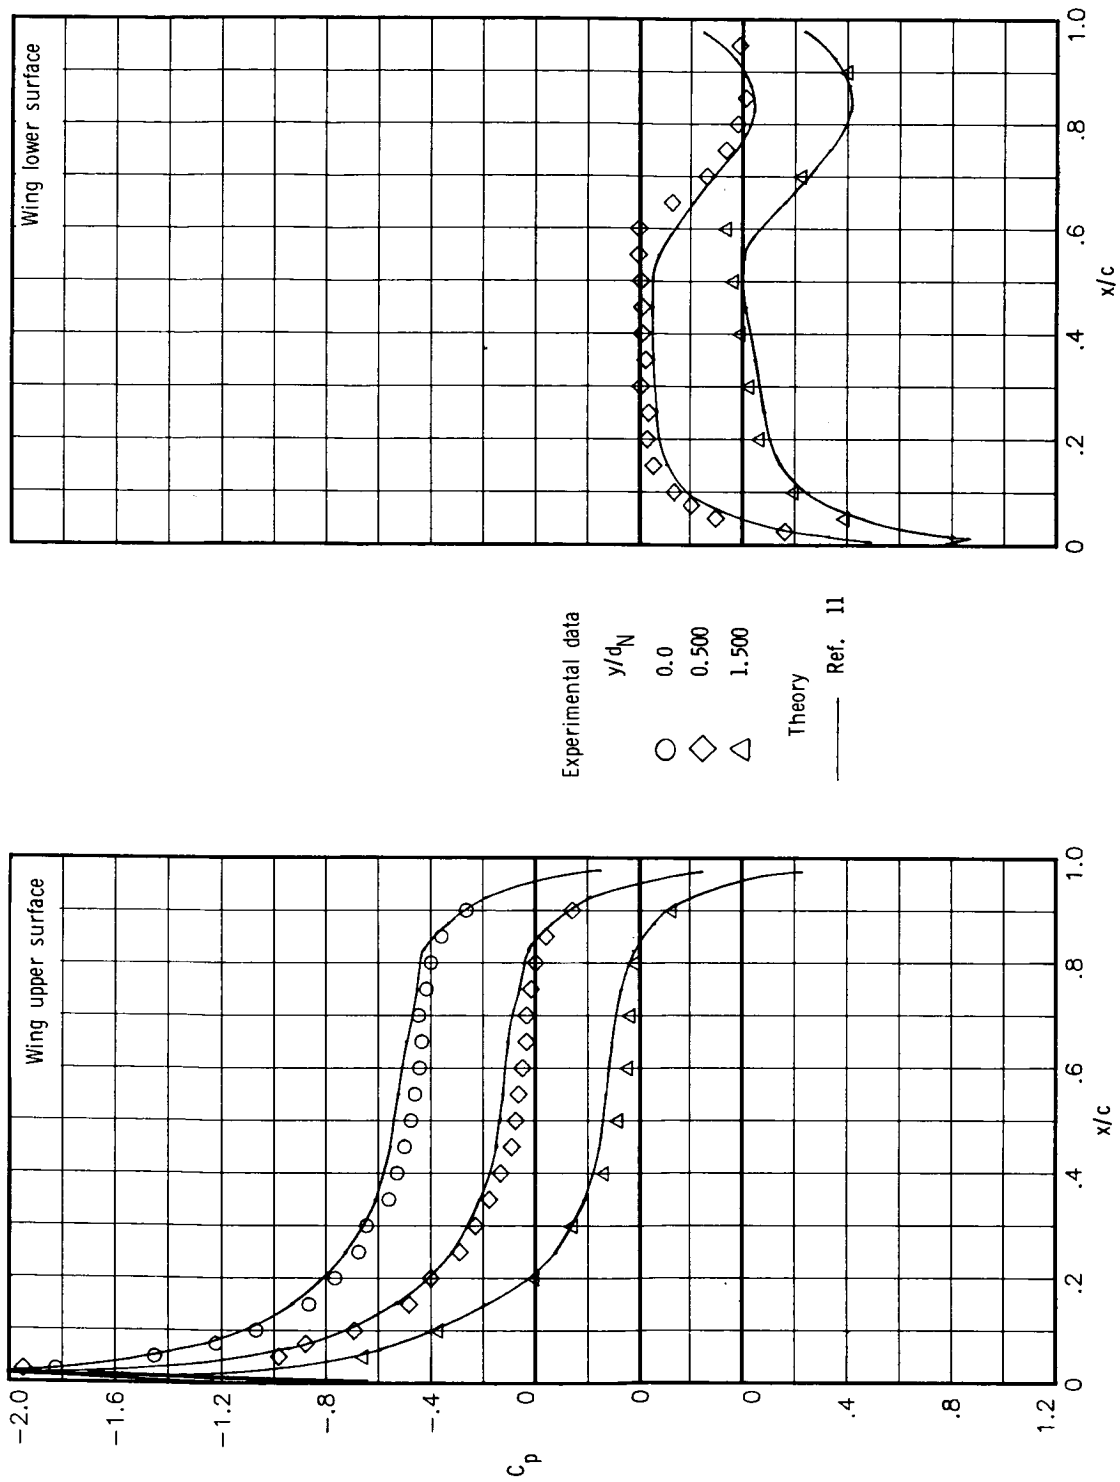 Wing upper surface
−2.0
−1.6
−1.2
−.8
−.4
0
0
0
.4
.8
1.2
Cp
0
.2
.4
.6
.8
1.0
x/c
Experimental data
y/dN
0.0
0.500
1.500
Theory
Ref. 11
Wing lower surface
0
.2
.4
.6
.8
1.0
x/c